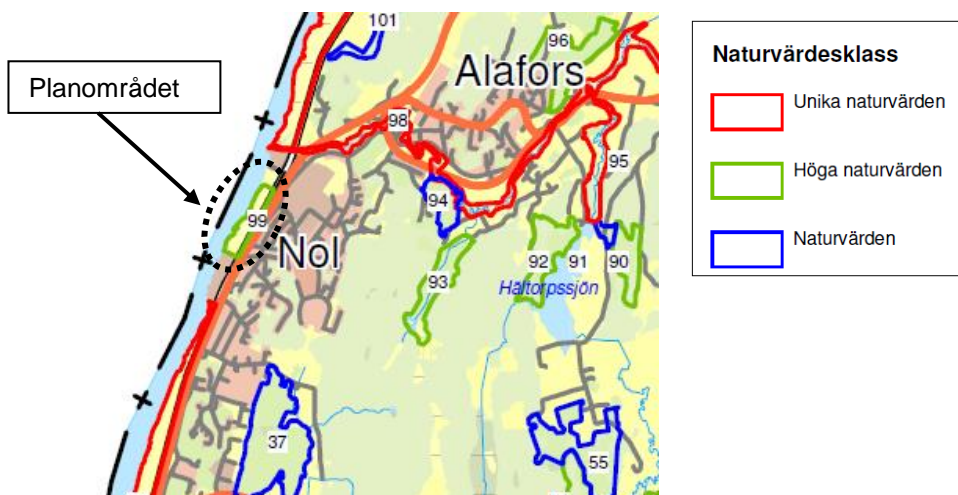 Planområdet
101
96
Alafors
98
95
94
99
Nol
93
92
91
90
Hältorpssjön
37
55
Naturvärdesklass
Unika naturvärden
Höga naturvärden
Naturvärden